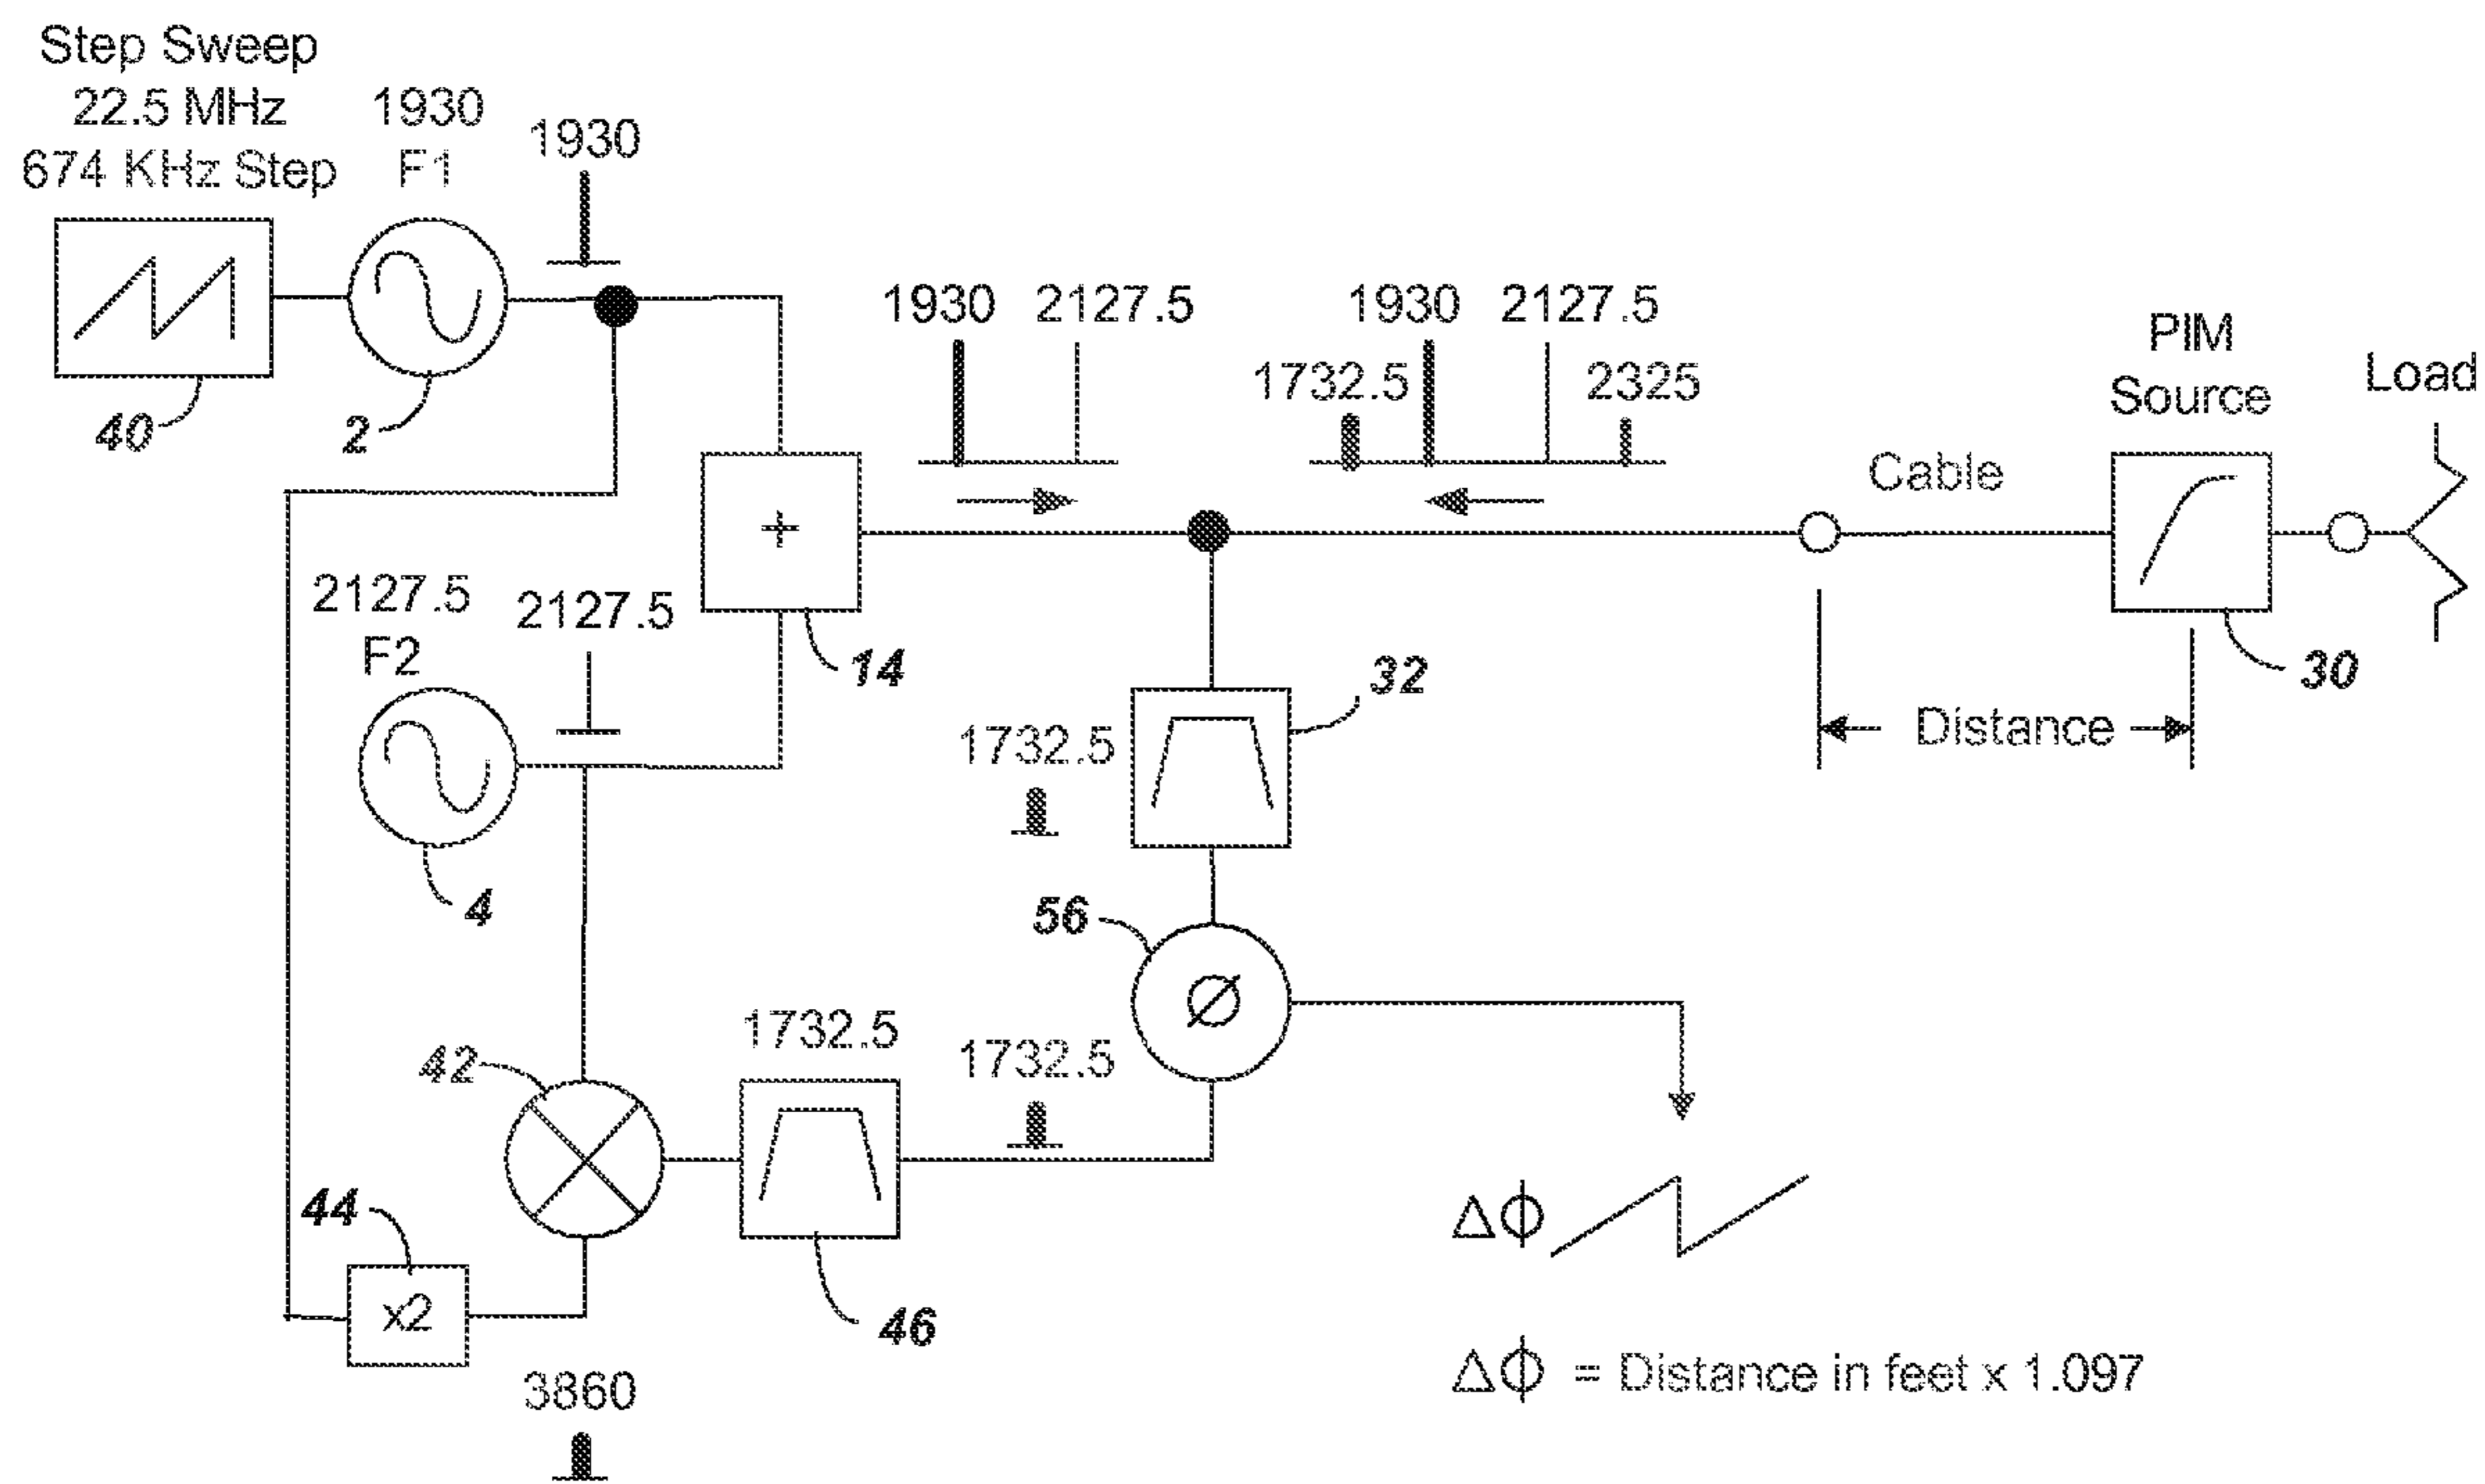 Step Sweep
22.5 MHz
674 KHz Step
1930
F1
1930
40
2
1930
2127.5
1930
2127.5
1732.5
2325
PIM
Source
Load
Cable
+
14
2127.5
F2
2127.5
30
32
Distance
1732.5
4
56
Ø
1732.5
1732.5
42
44
x2
46
3860
ΔΦ
ΔΦ = Distance in feet x 1.097